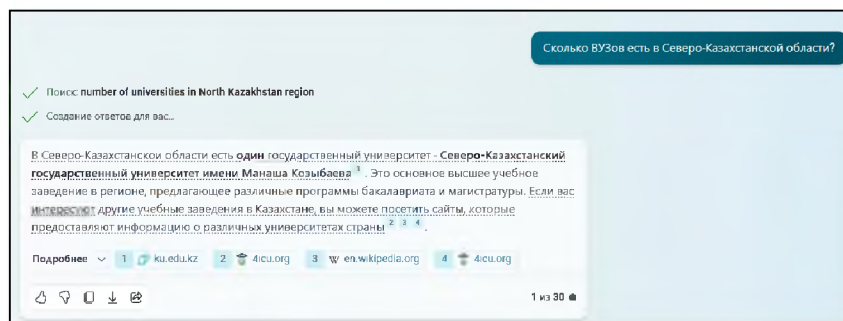 Сколько ВУЗов есть в Северо-Казахстанской области?
Поиск: number of universities in North Kazakhstan region
Создание ответов для вас...
В Северо-Казахстанской области есть один государственный университет - Северо-Казахстанский
государственный университет имени Манаша Козыбаева 1 . Это основное высшее учебное
заведение в регионе, предлагающее различные программы бакалавриата и магистратуры. Если вас
интересуют другие учебные заведения в Казахстане, вы можете посетить сайты, которые
предоставляют информацию о различных университетах страны 2 3 4 .
Подробнее 1 ku.edu.kz 2 4icu.org 3 W en.wikipedia.org 4 4icu.org
1 из 30